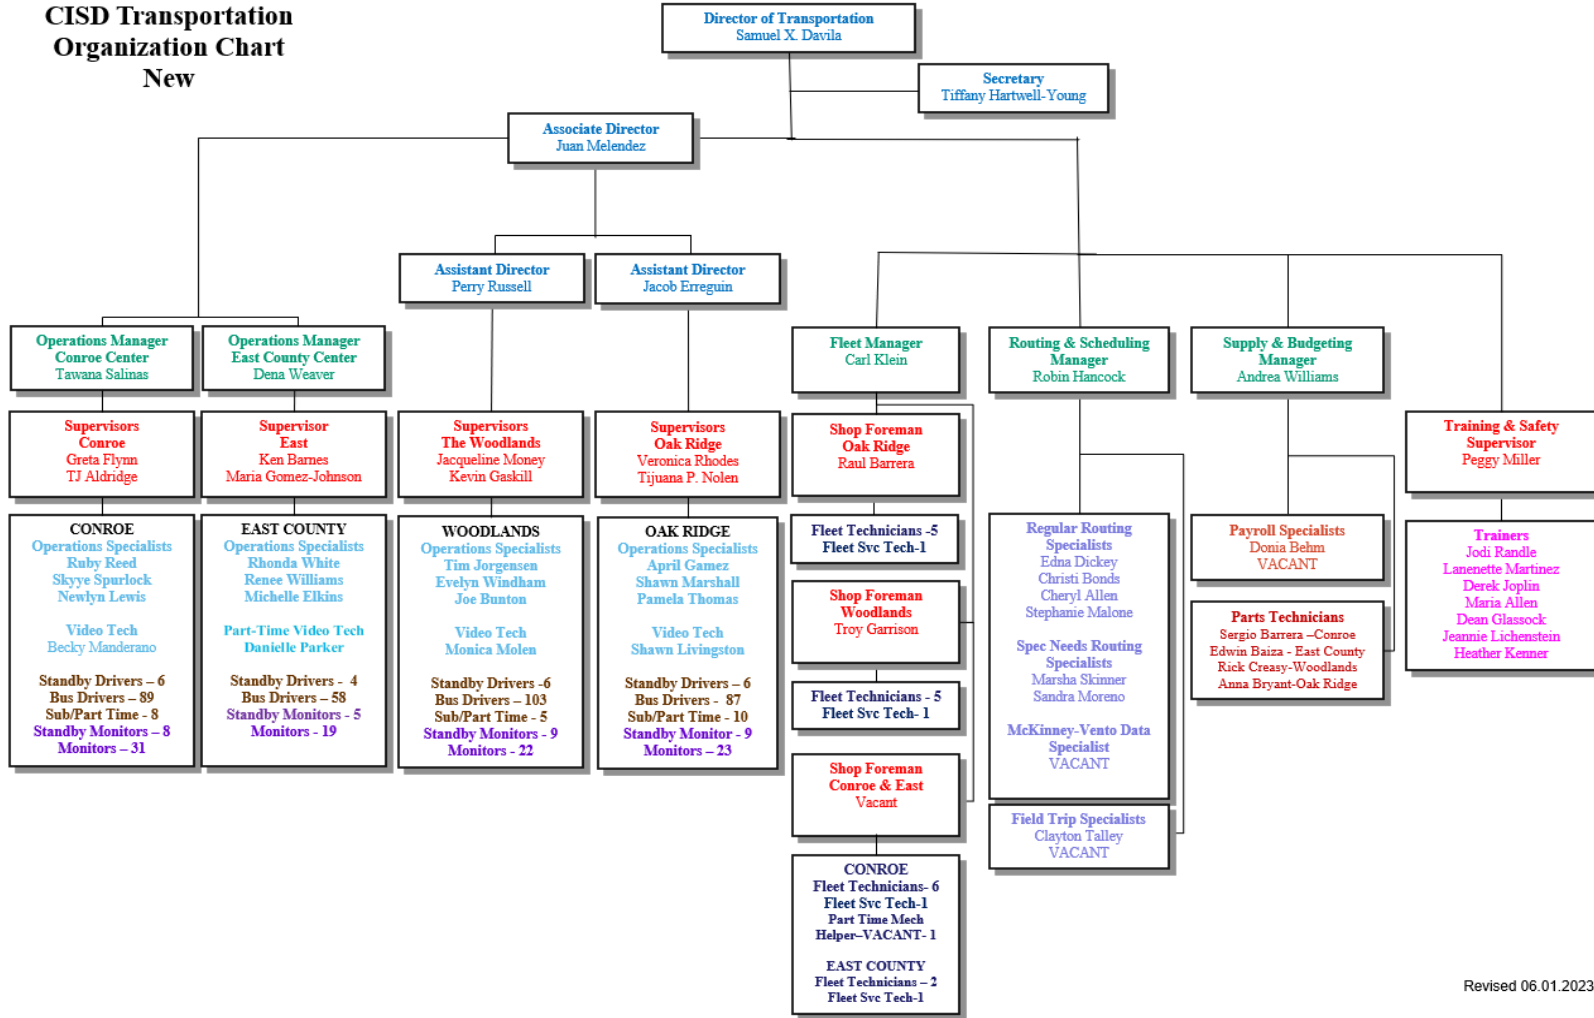 CISD Transportation
Organization Chart
New
Director of Transportation
Samuel X. Davila
Secretary
Tiffany Hartwell-Young
Associate Director
Juan Melendez
Assistant Director
Perry Russell
Assistant Director
Jacob Erreguin
Operations Manager
Conroe Center
Tawana Salinas
Operations Manager
East County Center
Dena Weaver
Fleet Manager
Carl Klein
Routing & Scheduling
Manager
Robin Hancock
Supply & Budgeting
Manager
Andrea Williams
Supervisors
Conroe
Greta Flynn
TJ Aldridge
Supervisor
East
Ken Barnes
Maria Gomez-Johnson
Supervisors
The Woodlands
Jacqueline Money
Kevin Gaskill
Supervisors
Oak Ridge
Veronica Rhodes
Tijuana P. Nolen
Shop Foreman
Oak Ridge
Raul Barrera
Training & Safety
Supervisor
Peggy Miller
CONROE
Operations Specialists
Ruby Reed
Skyye Spurlock
Newlyn Lewis
Video Tech
Becky Manderano
Standby Drivers – 6
Bus Drivers – 89
Sub/Part Time - 8
Standby Monitors – 8
Monitors – 31
EAST COUNTY
Operations Specialists
Rhonda White
Renee Williams
Michelle Elkins
Part-Time Video Tech
Danielle Parker
Standby Drivers - 4
Bus Drivers – 58
Standby Monitors - 5
Monitors - 19
WOODLANDS
Operations Specialists
Tim Jorgensen
Evelyn Windham
Joe Bunton
Video Tech
Monica Molen
Standby Drivers -6
Bus Drivers – 103
Sub/Part Time - 5
Standby Monitors - 9
Monitors - 22
OAK RIDGE
Operations Specialists
April Gamez
Shawn Marshall
Pamela Thomas
Video Tech
Shawn Livingston
Standby Drivers – 6
Bus Drivers - 87
Sub/Part Time - 10
Standby Monitor - 9
Monitors – 23
Fleet Technicians -5
Fleet Svc Tech-1
Shop Foreman
Woodlands
Troy Garrison
Fleet Technicians - 5
Fleet Svc Tech- 1
Shop Foreman
Conroe & East
Vacant
CONROE
Fleet Technicians- 6
Fleet Svc Tech-1
Part Time Mech
Helper–VACANT- 1
EAST COUNTY
Fleet Technicians – 2
Fleet Svc Tech-1
Regular Routing
Specialists
Edna Dickey
Christi Bonds
Cheryl Allen
Stephanie Malone
Spec Needs Routing
Specialists
Marsha Skinner
Sandra Moreno
McKinney-Vento Data
Specialist
VACANT
Field Trip Specialists
Clayton Talley
VACANT
Payroll Specialists
Donia Behm
VACANT
Parts Technicians
Sergio Barrera –Conroe
Edwin Baiza - East County
Rick Creasy-Woodlands
Anna Bryant-Oak Ridge
Trainers
Jodi Randle
Lanenette Martinez
Derek Joplin
Maria Allen
Dean Glassock
Jeannie Lichenstein
Heather Kenner
Revised 06.01.2023